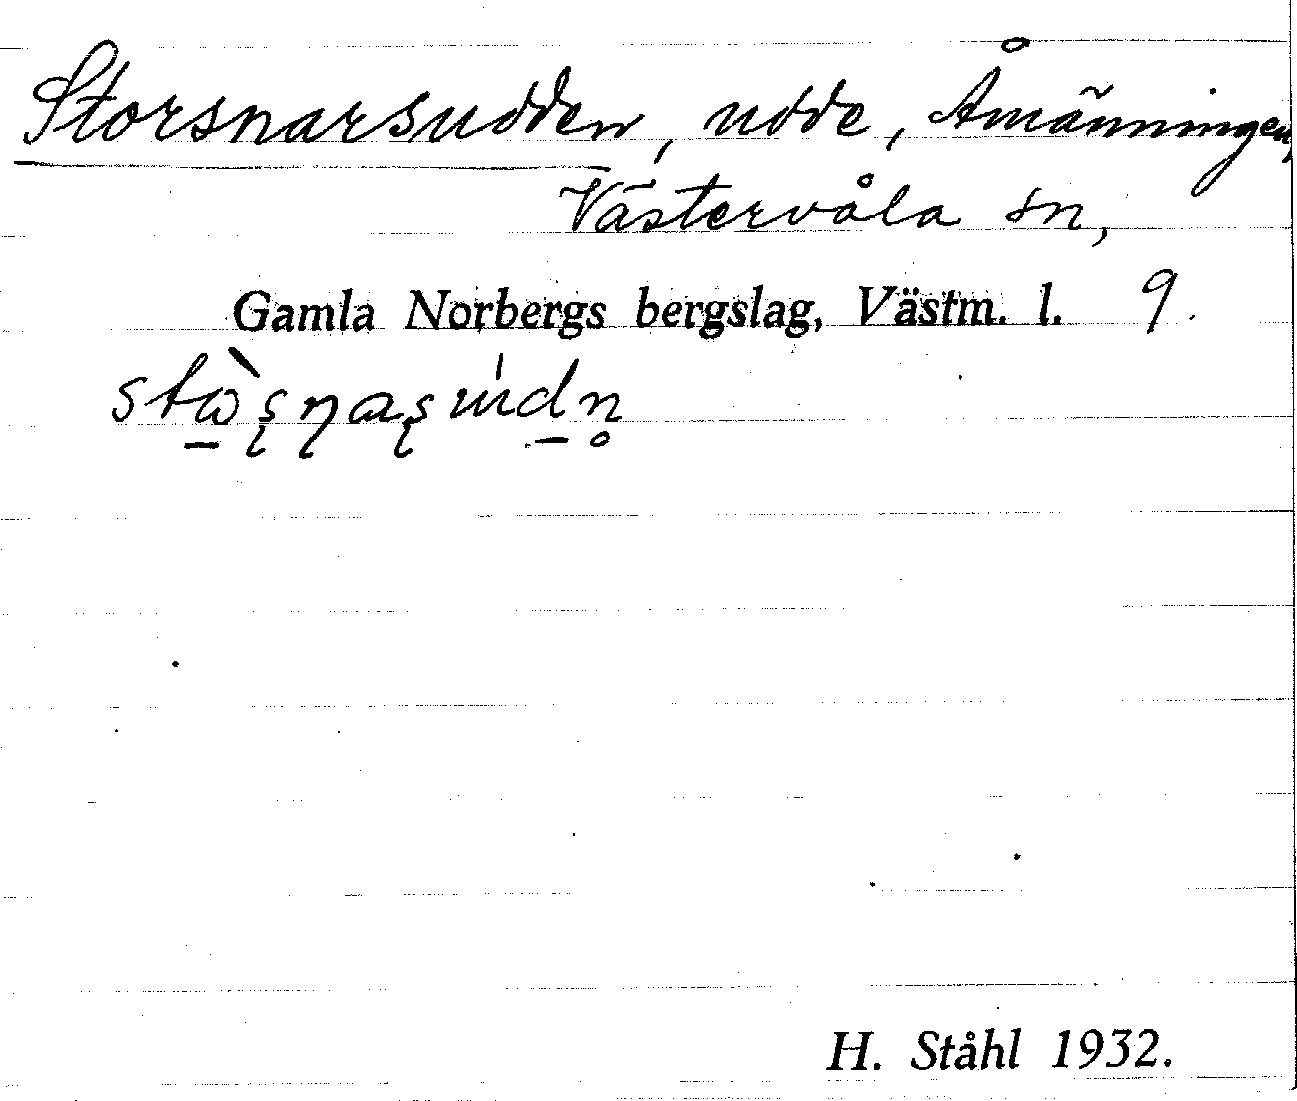 Storsnarsudden, udde, Åmänningen,
Västervåla sn,
Gamla Norbergs bergslag, Västm. l. 9.
H. Ståhl 1932.